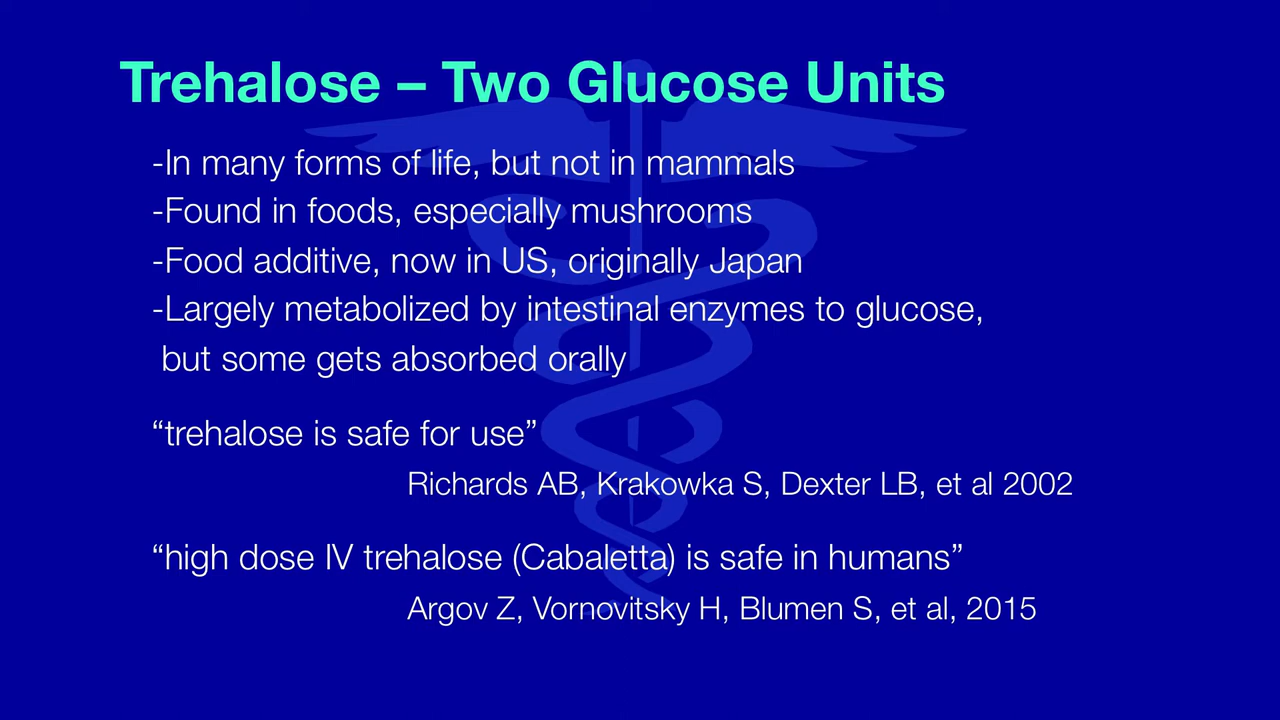 Trehalose – Two Glucose Units
-In many forms of life, but not in mammals
-Found in foods, especially mushrooms
-Food additive, now in US, originally Japan
-Largely metabolized by intestinal enzymes to glucose,
but some gets absorbed orally
“trehalose is safe for use”
Richards AB, Krakowka S, Dexter LB, et al 2002
“high dose IV trehalose (Cabaletta) is safe in humans”
Argov Z, Vornovitsky H, Blumen S, et al, 2015